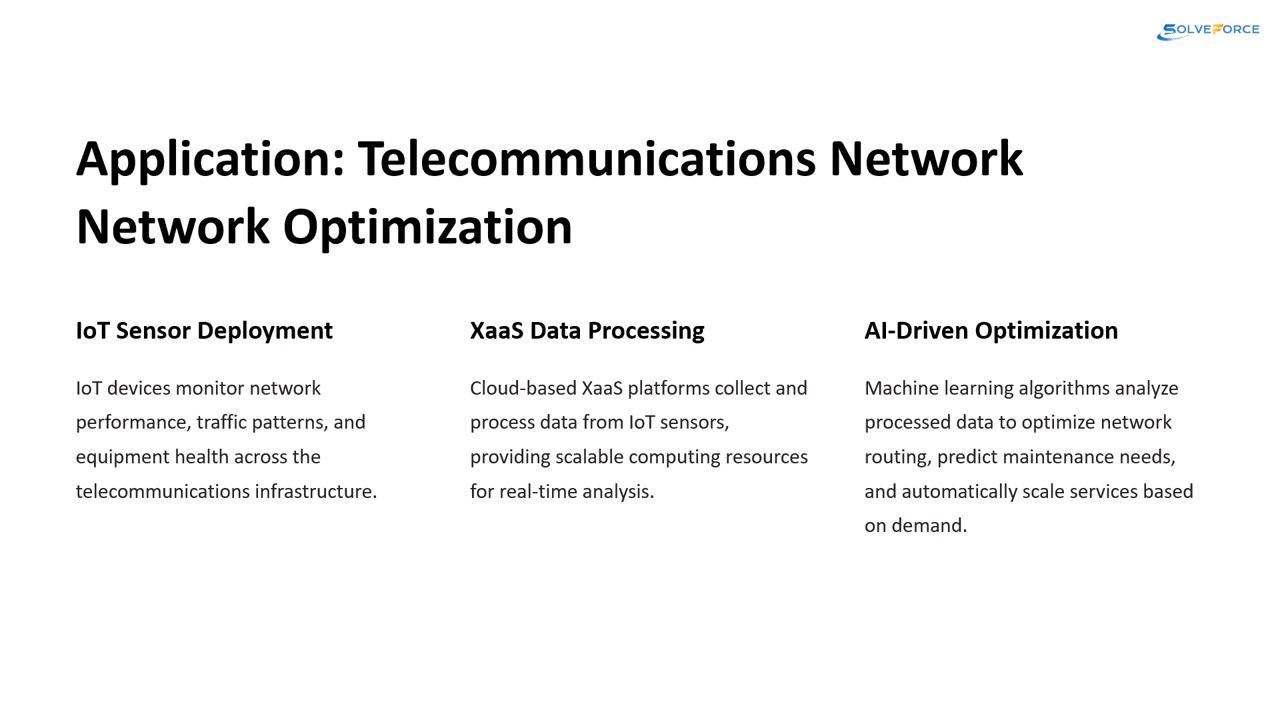 SOLVEFORCE
Application: Telecommunications Network
Network Optimization
IoT Sensor Deployment
IoT devices monitor network
performance, traffic patterns, and
equipment health across the
telecommunications infrastructure.
XaaS Data Processing
Cloud-based XaaS platforms collect and
process data from IoT sensors,
providing scalable computing resources
for real-time analysis.
AI-Driven Optimization
Machine learning algorithms analyze
processed data to optimize network
routing, predict maintenance needs,
and automatically scale services based
on demand.